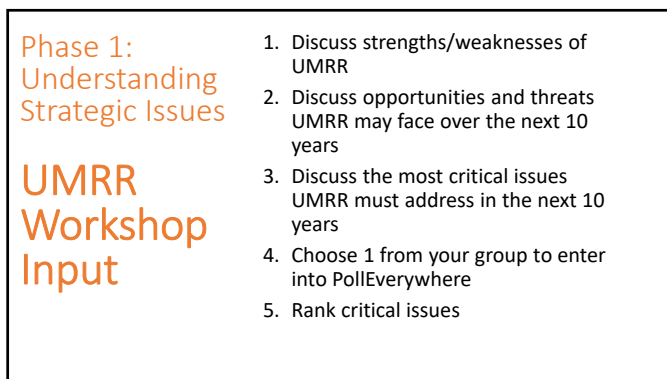 Phase 1:
Understanding
Strategic Issues
UMRR
Workshop
Input
1. Discuss strengths/weaknesses of
UMRR
2. Discuss opportunities and threats
UMRR may face over the next 10
years
3. Discuss the most critical issues
UMRR must address in the next 10
years
4. Choose 1 from your group to enter
into PollEverywhere
5. Rank critical issues